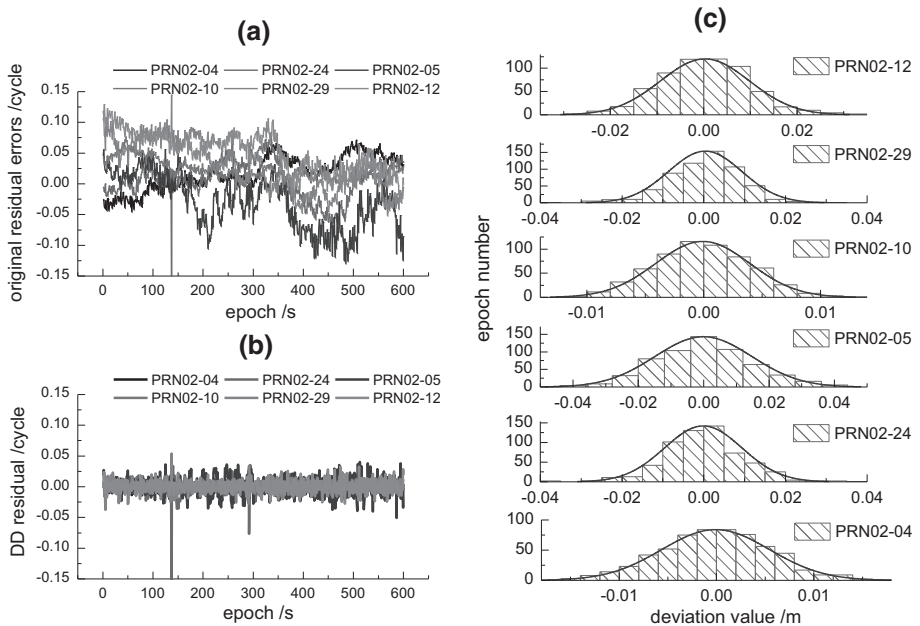 (a)
PRN02-04 PRN02-24 PRN02-05
PRN02-10 PRN02-29 PRN02-12
original residual errors /cycle
0.15
0.10
0.05
0.00
-0.05
-0.10
0.15
0 100 200 300 400 500 600
epoch /s
(b)
PRN02-04 PRN02-24 PRN02-05
PRN02-10 PRN02-29 PRN02-12
DD residual /cycle
0.15
0.10
0.05
0.00
-0.05
-0.10
-0.15
0 100 200 300 400 500 600
epoch /s
(c)
epoch number
PRN02-12
100
50
0
-0.02 0.00 0.02
PRN02-29
150
100
50
0
-0.04 -0.02 0.00 0.02 0.04
PRN02-10
100
50
0
-0.01 0.00 0.01
PRN02-05
150
100
50
0
-0.04 -0.02 0.00 0.02 0.04
PRN02-24
150
100
50
0
-0.04 -0.02 0.00 0.02 0.04
PRN02-04
100
50
0
-0.01 0.00 0.01
deviation value /m